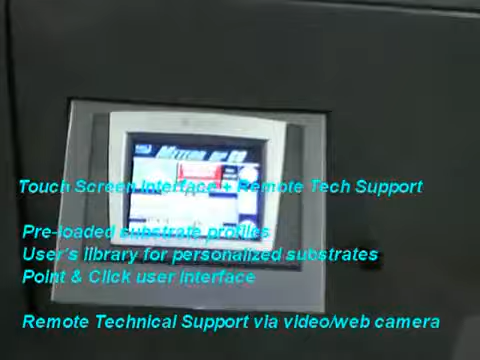 Touch Screen Interface + Remote Tech Support
Pre-loaded substrate profiles
User's library for personalized substrates
Point & Click user interface
Remote Technical Support via video/web camera